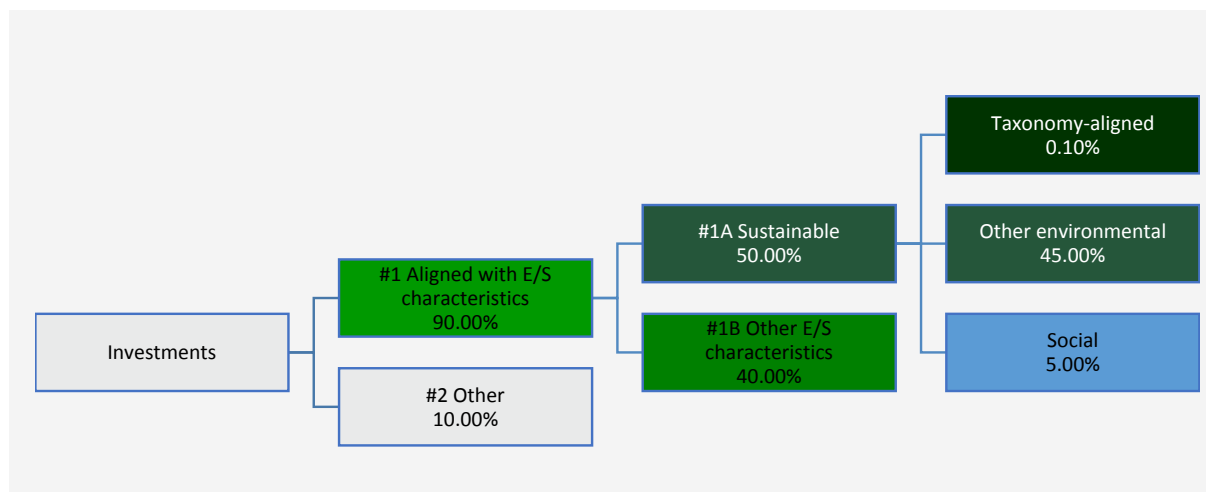 Investments
#1 Aligned with E/S
characteristics
90.00%
#2 Other
10.00%
#1A Sustainable
50.00%
#1B Other E/S
characteristics
40.00%
Taxonomy-aligned
0.10%
Other environmental
45.00%
Social
5.00%